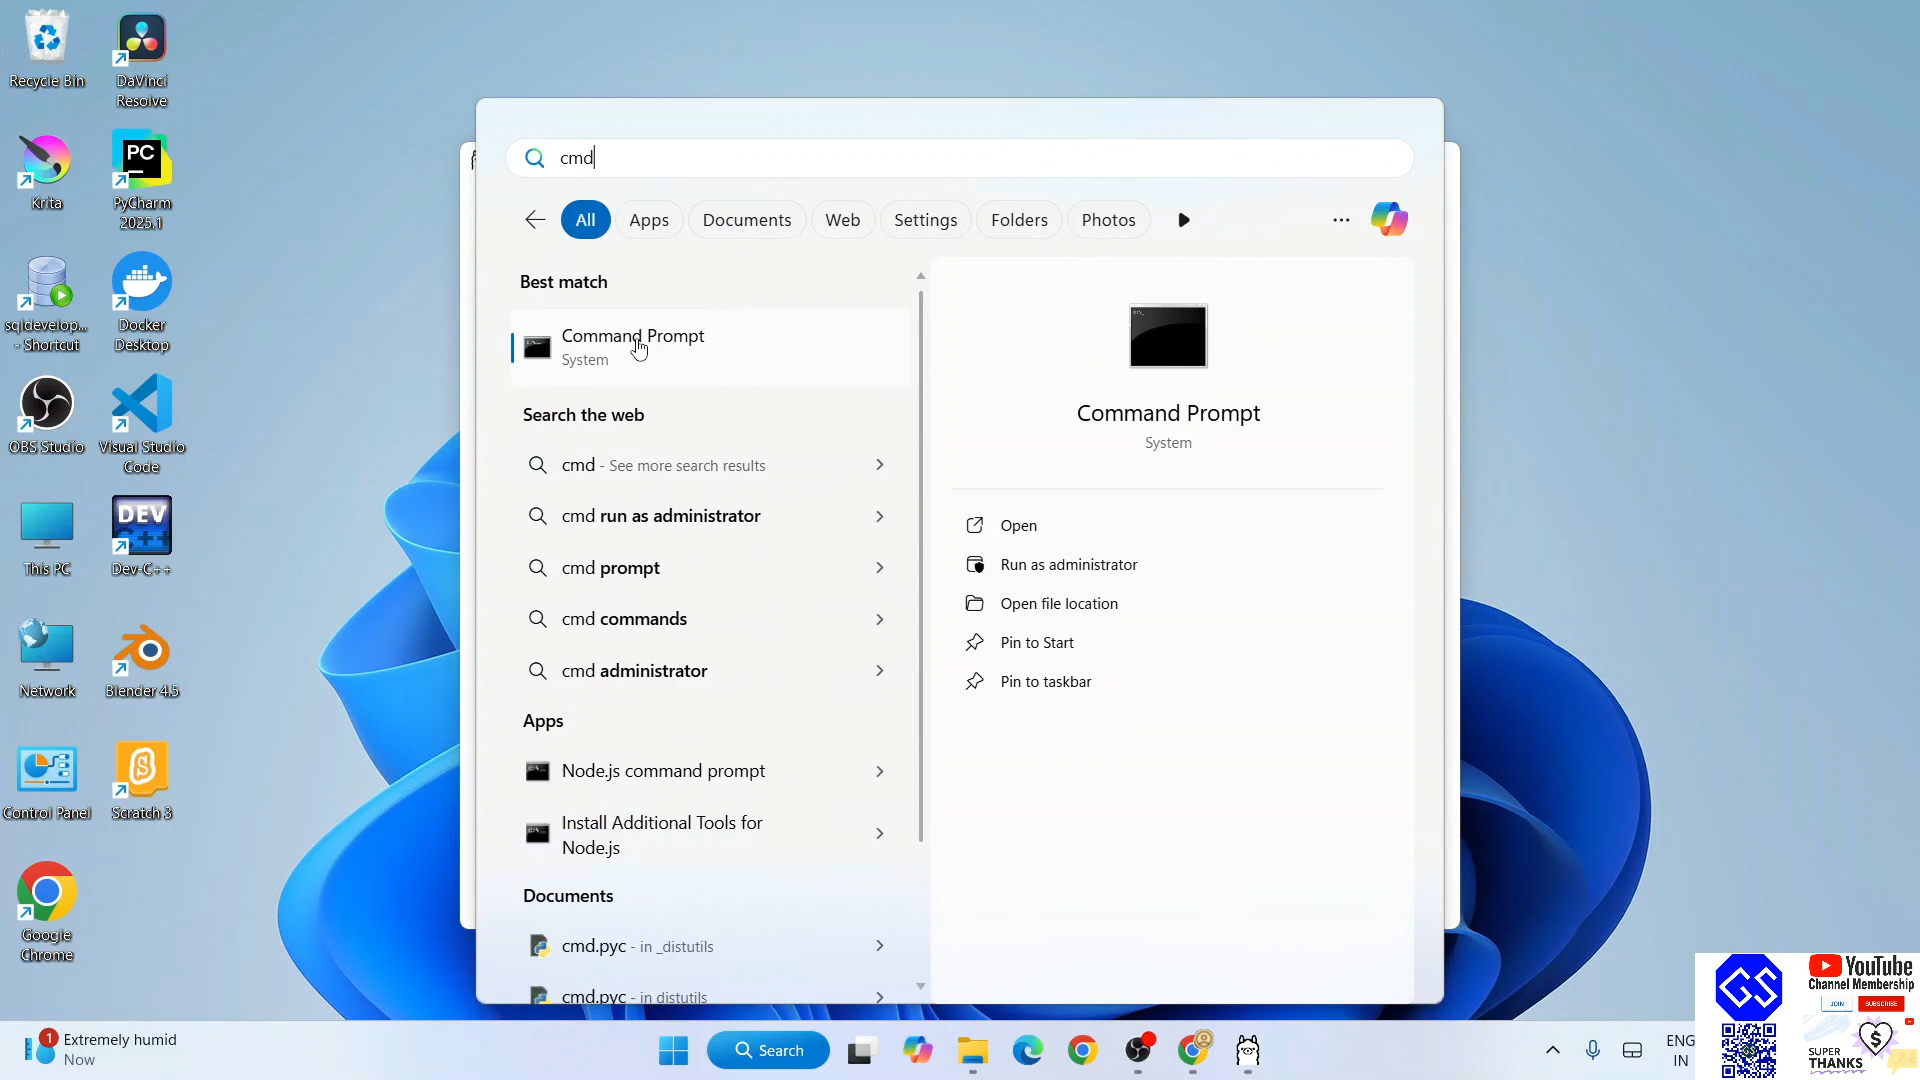 Recycle Bin
DaVinci
Resolve
Krita
PC
PyCharm
2025.1
sqldevelop...
- Shortcut
Docker
Desktop
OBS Studio
Visual Studio
Code
This PC
DEV
C++
Dev-C++
Network
Blender 4.5
Control Panel
Scratch 3
Google
Chrome
cmd
All
Apps
Documents
Web
Settings
Folders
Photos
Best match
Command Prompt
System
Search the web
cmd - See more search results
cmd run as administrator
cmd prompt
cmd commands
cmd administrator
Apps
Node.js command prompt
Install Additional Tools for
Node.js
Documents
cmd.pyc - in _distutils
cmd.pyc - in distutils
Command Prompt
System
Open
Run as administrator
Open file location
Pin to Start
Pin to taskbar
1
Extremely humid
Now
Search
ENG
IN
GS
YouTube
Channel Membership
JOIN
SUBSCRIBE
SUPER
THANKS
$